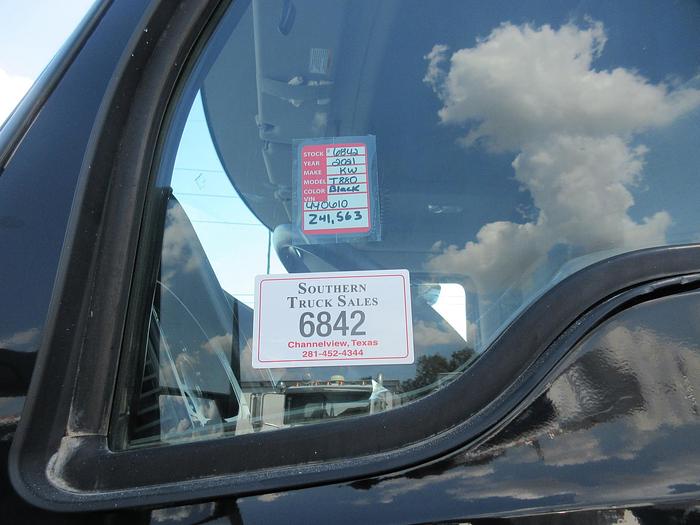 STOCK # 6842
YEAR 2021
MAKE KW
MODEL T880
COLOR Black
VIN
440610
241,563
SOUTHERN
TRUCK SALES
6842
Channelview, Texas
281-452-4344